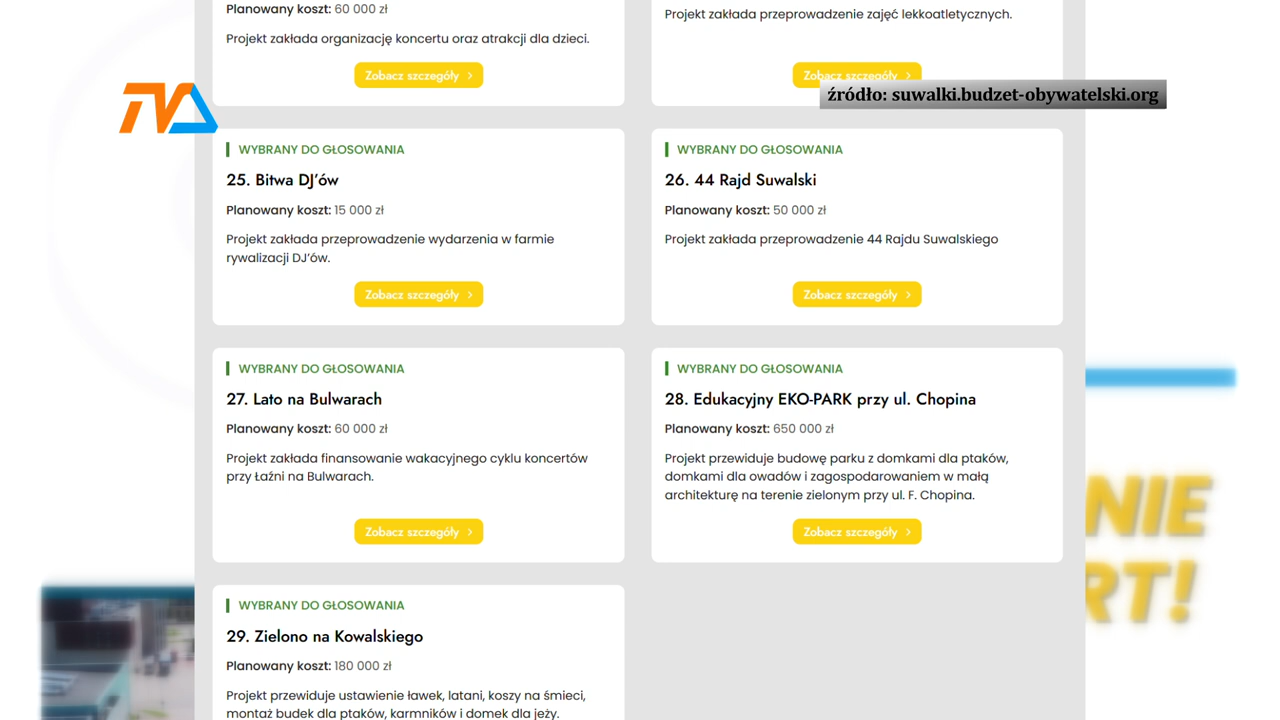 Planowany koszt: 60 000 zł
Projekt zakłada organizację koncertu oraz atrakcji dla dzieci.
Zobacz szczegóły
Projekt zakłada przeprowadzenie zajęć lekkoatletycznych.
Zobacz szczegóły
źródło: suwalki.budzet-obywatelski.org
TVA
WYBRANY DO GŁOSOWANIA
25. Bitwa DJ'ów
Planowany koszt: 15 000 zł
Projekt zakłada przeprowadzenie wydarzenia w farmie
rywalizacji DJ'ów.
Zobacz szczegóły
WYBRANY DO GŁOSOWANIA
26. 44 Rajd Suwalski
Planowany koszt: 50 000 zł
Projekt zakłada przeprowadzenie 44 Rajdu Suwalskiego
Zobacz szczegóły
WYBRANY DO GŁOSOWANIA
27. Lato na Bulwarach
Planowany koszt: 60 000 zł
Projekt zakłada finansowanie wakacyjnego cyklu koncertów
przy Łaźni na Bulwarach.
Zobacz szczegóły
WYBRANY DO GŁOSOWANIA
28. Edukacyjny EKO-PARK przy ul. Chopina
Planowany koszt: 650 000 zł
Projekt przewiduje budowę parku z domkami dla ptaków,
domkami dla owadów i zagospodarowaniem w małą
architekturę na terenie zielonym przy ul. F. Chopina.
Zobacz szczegóły
WYBRANY DO GŁOSOWANIA
29. Zielono na Kowalskiego
Planowany koszt: 180 000 zł
Projekt przewiduje ustawienie ławek, latani, koszy na śmieci,
montaż budek dla ptaków, karmników i domek dla jeży.
NIE
RT!